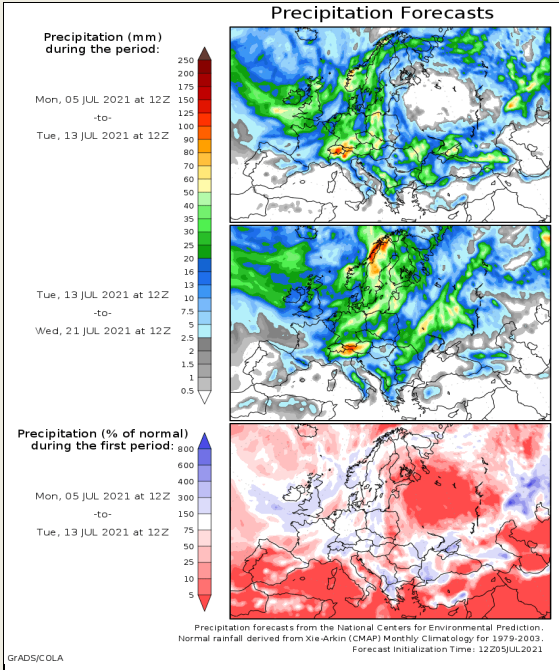 Precipitation Forecasts
Precipitation (mm)
during the period:
Mon, 05 JUL 2021 at 12Z
-to-
Tue, 13 JUL 2021 at 12Z
250
200
175
150
125
100
90
80
70
60
50
40
35
30
25
20
16
13
10
7.5
5
2.5
2
1.5
1
0.5
Tue, 13 JUL 2021 at 12Z
-to-
Wed, 21 JUL 2021 at 12Z
Precipitation (% of normal)
during the first period:
Mon, 05 JUL 2021 at 12Z
-to-
Tue, 13 JUL 2021 at 12Z
800
600
400
300
150
75
50
25
10
5
Precipitation forecasts from the National Centers for Environmental Prediction.
Normal rainfall derived from Xie-Arkin (CMAP) Monthly Climatology for 1979-2003.
Forecast Initialization Time: 12Z05JUL2021
GrADS/COLA